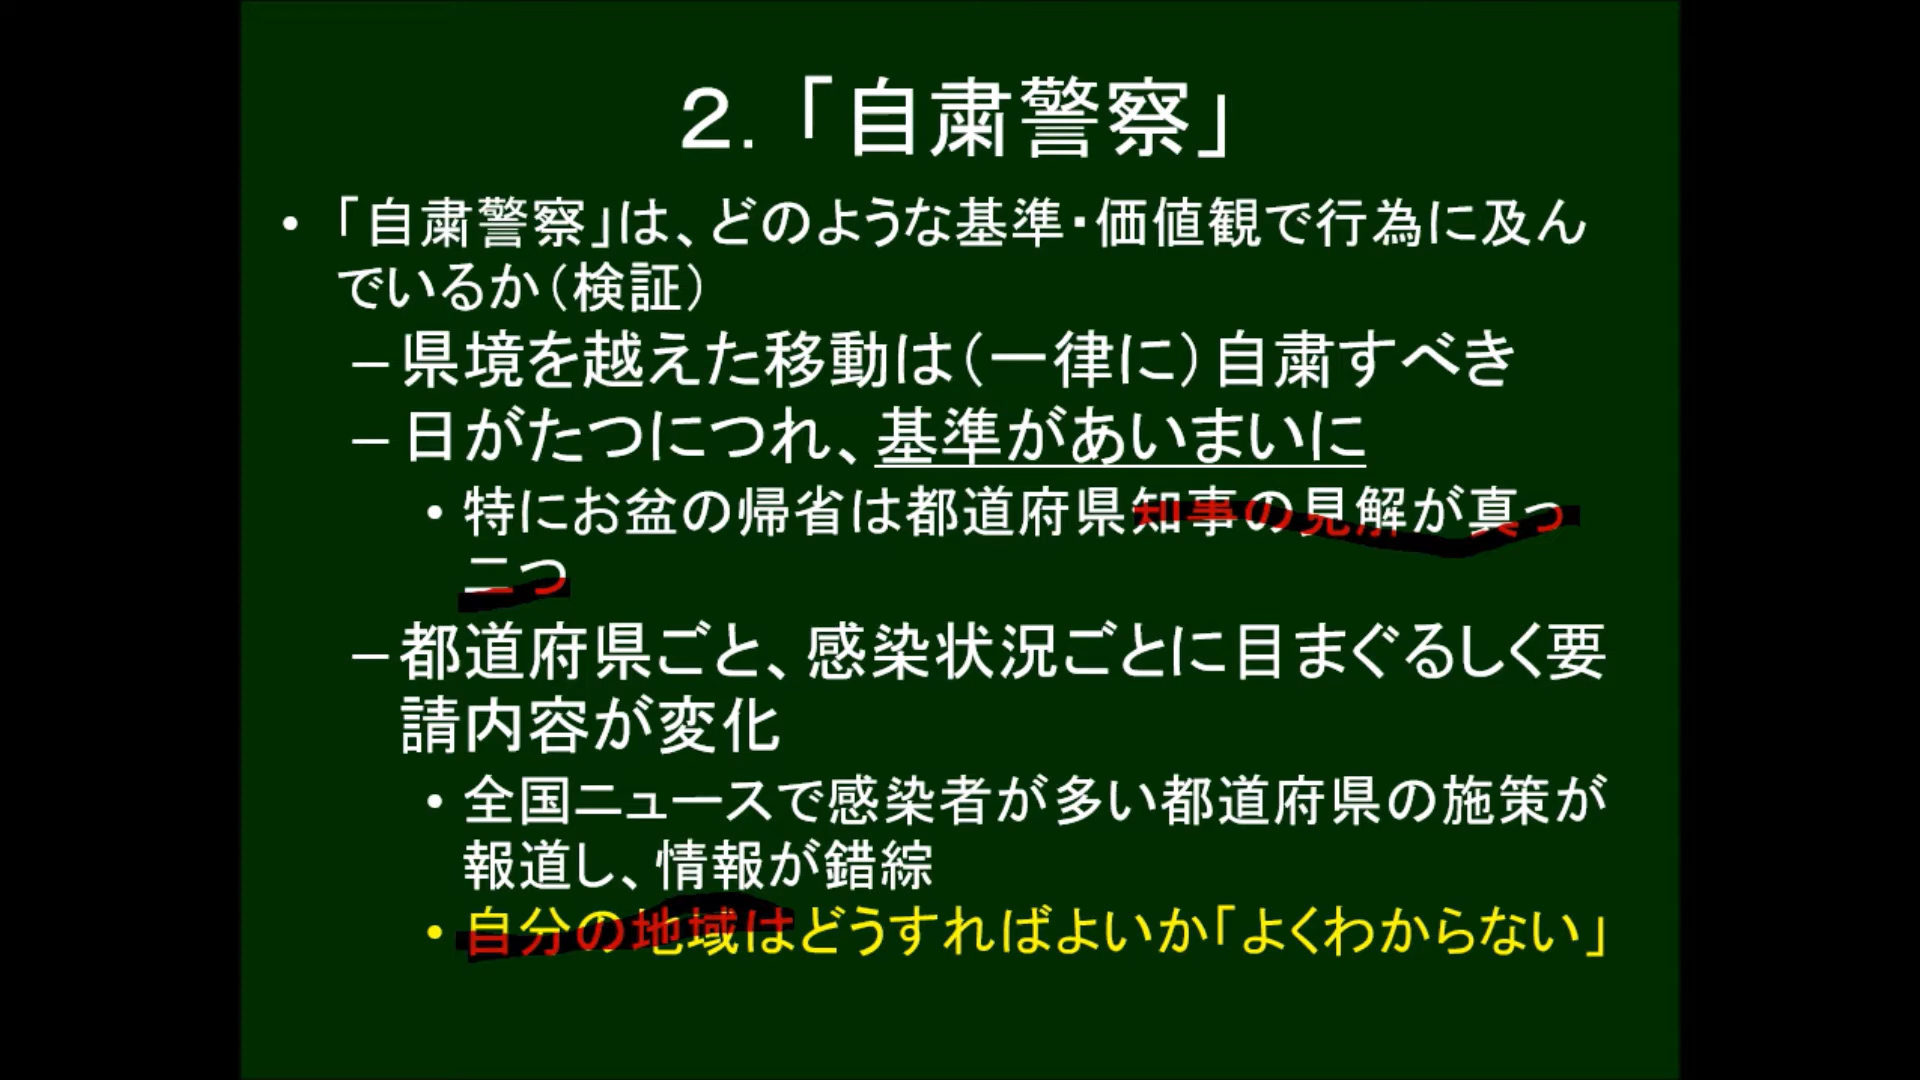 ２．「自粛警察」
・「自粛警察」は、どのような基準・価値観で行為に及ん
でいるか（検証）
–県境を越えた移動は（一律に）自粛すべき
–日がたつにつれ、基準があいまいに
・特にお盆の帰省は都道府県知事の見解が真っ
二つ
–都道府県ごと、感染状況ごとに目まぐるしく要
請内容が変化
・全国ニュースで感染者が多い都道府県の施策が
報道し、情報が錯綜
・自分の地域はどうすればよいか「よくわからない」